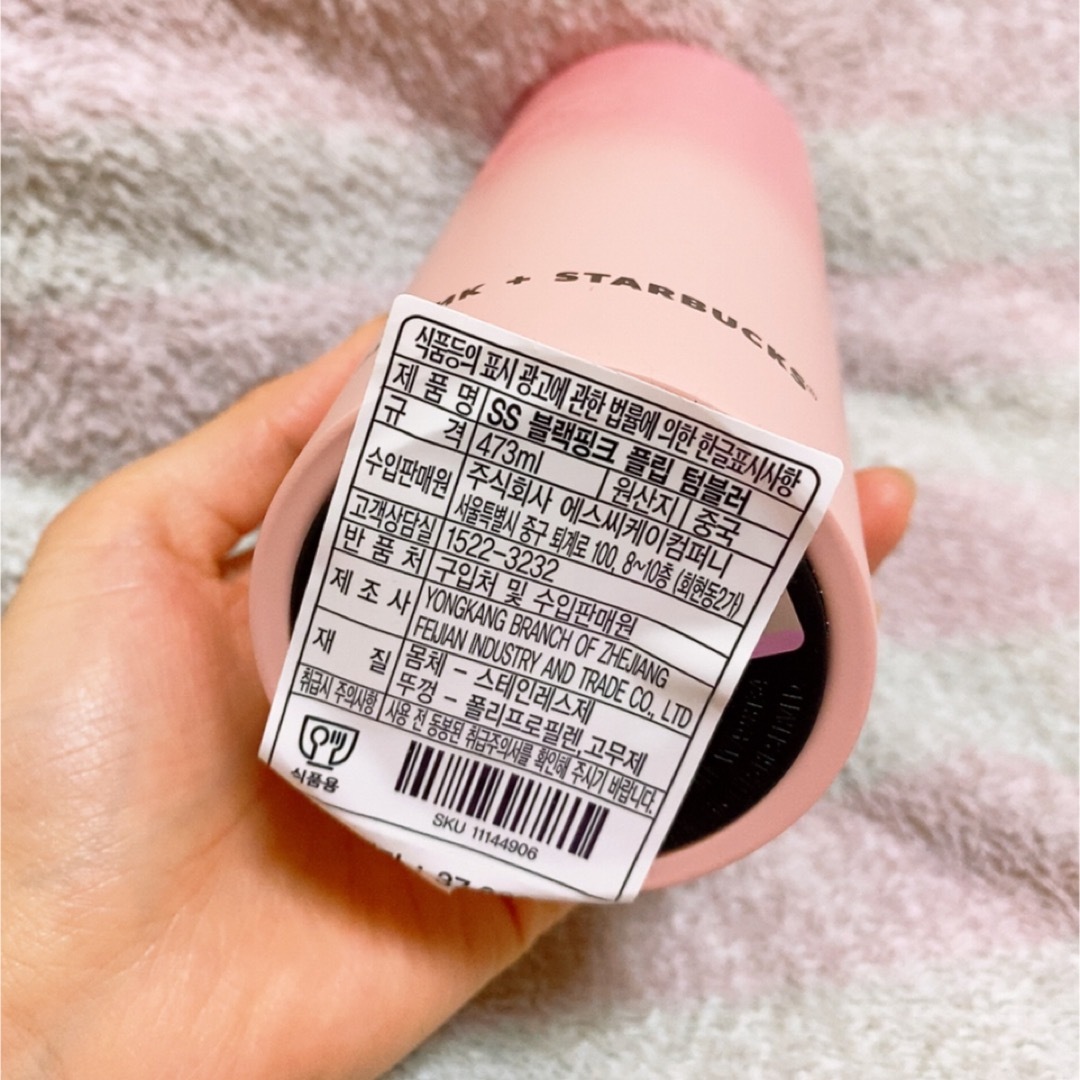 + STARBUCKS
식품등의 표시 광고에 관한 법률에 의한 한글표시사항
제 품 명 SS 블랙핑크 플립 텀블러
규 격 473ml 원산지 중국
수입판매원 주식회사 에스씨케이컴퍼니
서울특별시 중구 퇴계로 100, 8~10층 (회현동2가)
고객상담실 1522-3232
반 품 처 구입처 및 수입판매원
제 조 사 YONGKANG BRANCH OF ZHEJIANG
FEIJIAN INDUSTRY AND TRADE CO., LTD
재 질 몸체 - 스테인레스제
뚜껑 - 폴리프로필렌, 고무제
취급시 주의사항 사용 전 동봉된 취급주의서를 확인해 주시기 바랍니다.
식품용
SKU 11144906